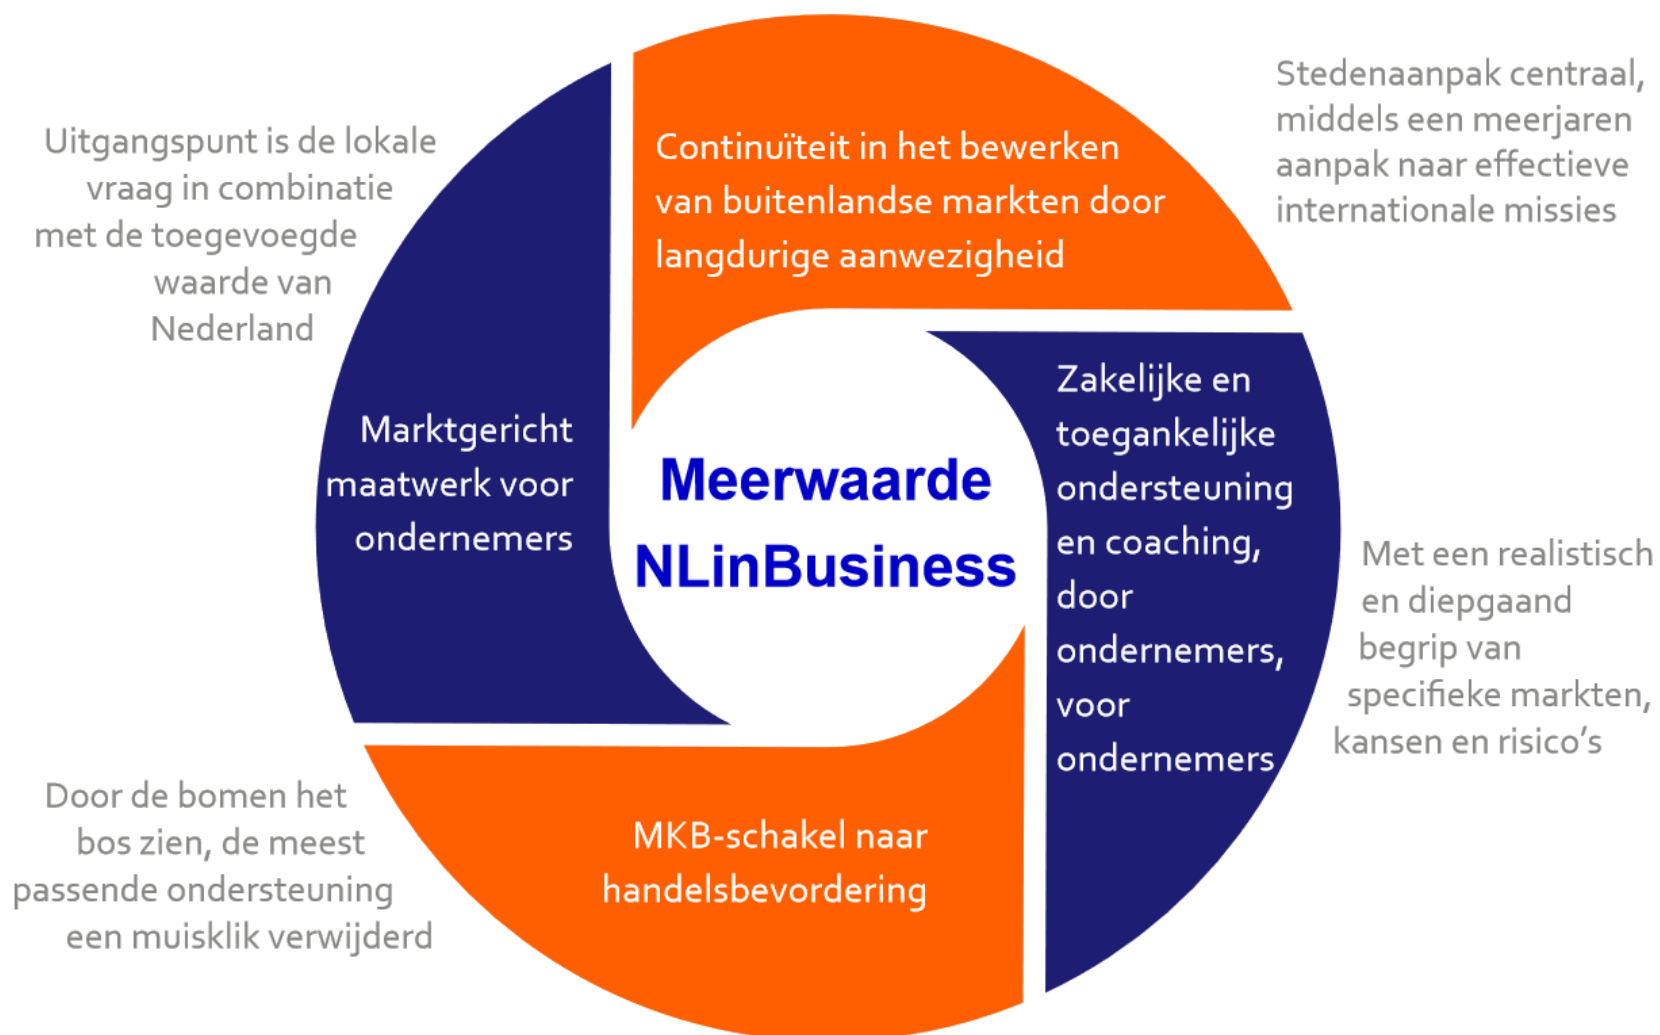 Uitgangspunt is de lokale
vraag in combinatie
met de toegevoegde
waarde van
Nederland
Continuïteit in het bewerken
van buitenlandse markten door
langdurige aanwezigheid
Stedenaanpak centraal,
middels een meerjaren
aanpak naar effectieve
internationale missies
Marktgericht
maatwerk voor
ondernemers
Meerwaarde
NLinBusiness
Zakelijke en
toegankelijke
ondersteuning
en coaching,
door
ondernemers,
voor
ondernemers
Met een realistisch
en diepgaand
begrip van
specifieke markten,
kansen en risico’s
Door de bomen het
bos zien, de meest
passende ondersteuning
een muisklik verwijderd
MKB-schakel naar
handelsbevordering